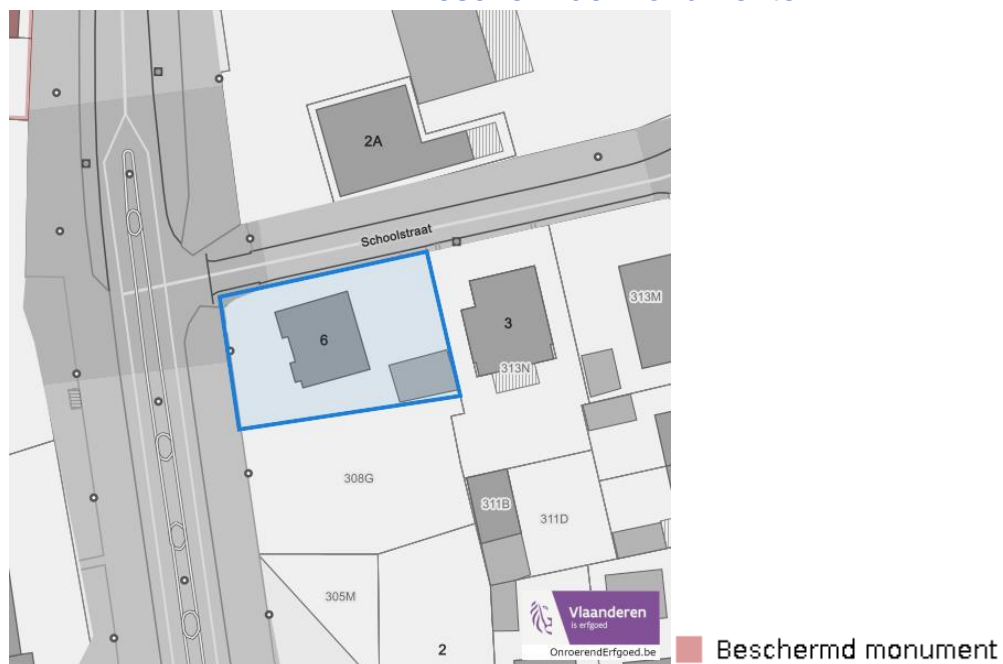 2A
Schoolstraat
313M
6
3
313N
308G
311B
311D
305M
2
Vlaanderen
is erfgoed
OnroerendErfgoed.be
Beschermd monument